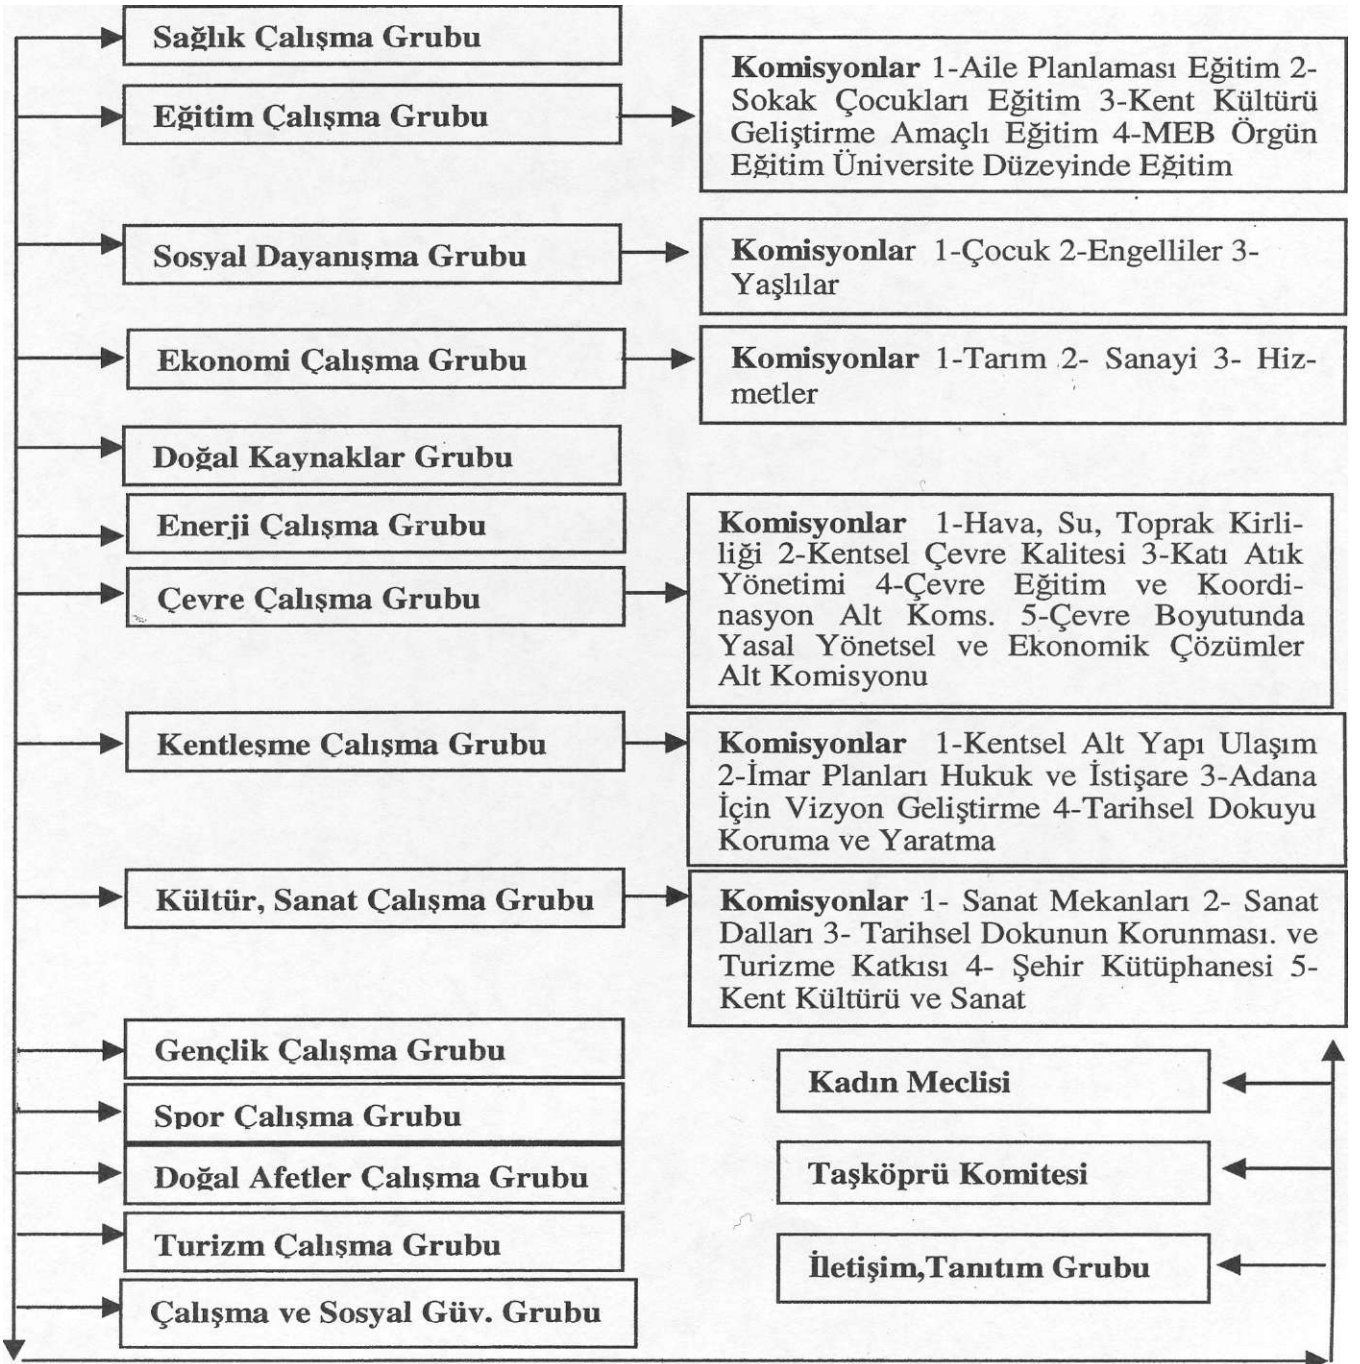 Sağlık Çalışma Grubu
Eğitim Çalışma Grubu
Komisyonlar 1-Aile Planlaması Eğitim 2-
Sokak Çocukları Eğitim 3-Kent Kültürü
Geliştirme Amaçlı Eğitim 4-MEB Örgün
Eğitim Üniversite Düzeyinde Eğitim
Sosyal Dayanışma Grubu
Komisyonlar 1-Çocuk 2-Engelliler 3-
Yaşlılar
Ekonomi Çalışma Grubu
Komisyonlar 1-Tarım 2- Sanayi 3- Hiz-
metler
Doğal Kaynaklar Grubu
Enerji Çalışma Grubu
Çevre Çalışma Grubu
Komisyonlar 1-Hava, Su, Toprak Kirli-
liği 2-Kentsel Çevre Kalitesi 3-Katı Atık
Yönetimi 4-Çevre Eğitim ve Koordi-
nasyon Alt Koms. 5-Çevre Boyutunda
Yasal Yönetsel ve Ekonomik Çözümler
Alt Komisyonu
Kentleşme Çalışma Grubu
Komisyonlar 1-Kentsel Alt Yapı Ulaşım
2-İmar Planları Hukuk ve İstişare 3-Adana
İçin Vizyon Geliştirme 4-Tarihsel Dokuyu
Koruma ve Yaratma
Kültür, Sanat Çalışma Grubu
Komisyonlar 1- Sanat Mekanları 2- Sanat
Dalları 3- Tarihsel Dokunun Korunması. ve
Turizme Katkısı 4- Şehir Kütüphanesi 5-
Kent Kültürü ve Sanat
Gençlik Çalışma Grubu
Spor Çalışma Grubu
Doğal Afetler Çalışma Grubu
Turizm Çalışma Grubu
Çalışma ve Sosyal Güv. Grubu
Kadın Meclisi
Taşköprü Komitesi
İletişim,Tanıtım Grubu